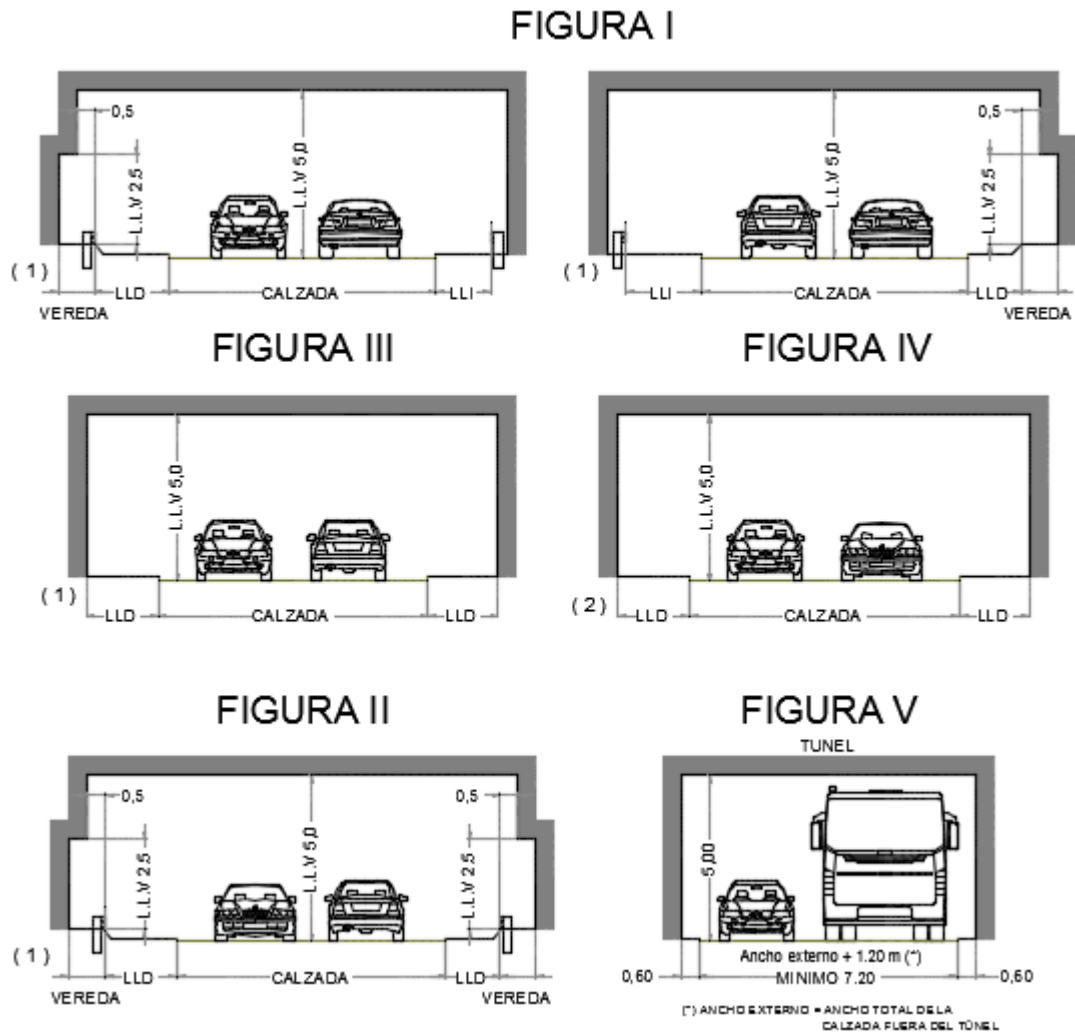 FIGURA I
0,5
L.L.V 2,5
L.L.V 5,0
( 1 )
LLD
CALZADA
LLI
VEREDA
L.L.V 5,0
0,5
L.L.V 2,5
( 1 )
LLI
CALZADA
LLD
VEREDA
FIGURA III
L.L.V 5,0
( 1 )
LLD
CALZADA
LLD
FIGURA IV
L.L.V 5,0
( 2 )
LLD
CALZADA
LLD
FIGURA II
0,5
0,5
L.L.V 2,5
L.L.V 5,0
L.L.V 2,5
( 1 )
LLD
CALZADA
LLD
VEREDA
VEREDA
FIGURA V
TUNEL
5,00
Ancho externo + 1.20 m (*)
0,60
MINIMO 7.20
0,60
(*) ANCHO EXTERNO = ANCHO TOTAL DE LA
CALZADA FUERA DEL TÚNEL